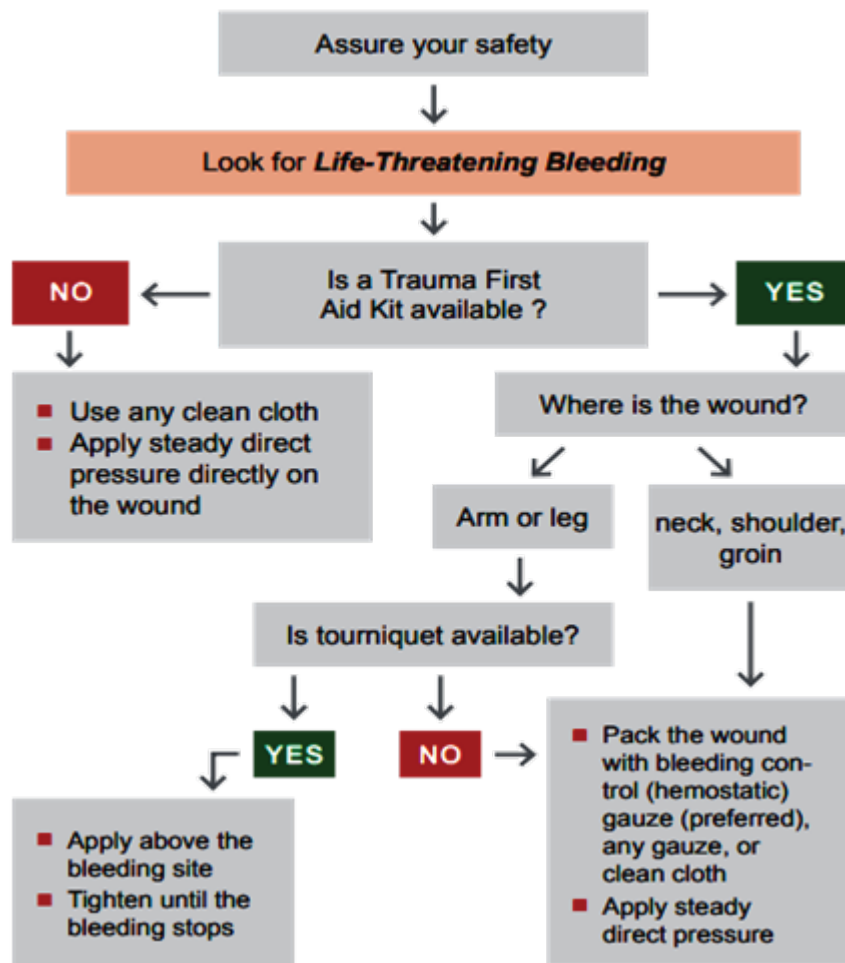 Assure your safety
Look for Life-Threatening Bleeding
Is a Trauma First
Aid Kit available ?
NO
YES
Use any clean cloth
Apply steady direct
pressure directly on
the wound
Where is the wound?
Arm or leg
neck, shoulder,
groin
Is tourniquet available?
YES
NO
Apply above the
bleeding site
Tighten until the
bleeding stops
Pack the wound
with bleeding con-
trol (hemostatic)
gauze (preferred),
any gauze, or
clean cloth
Apply steady
direct pressure